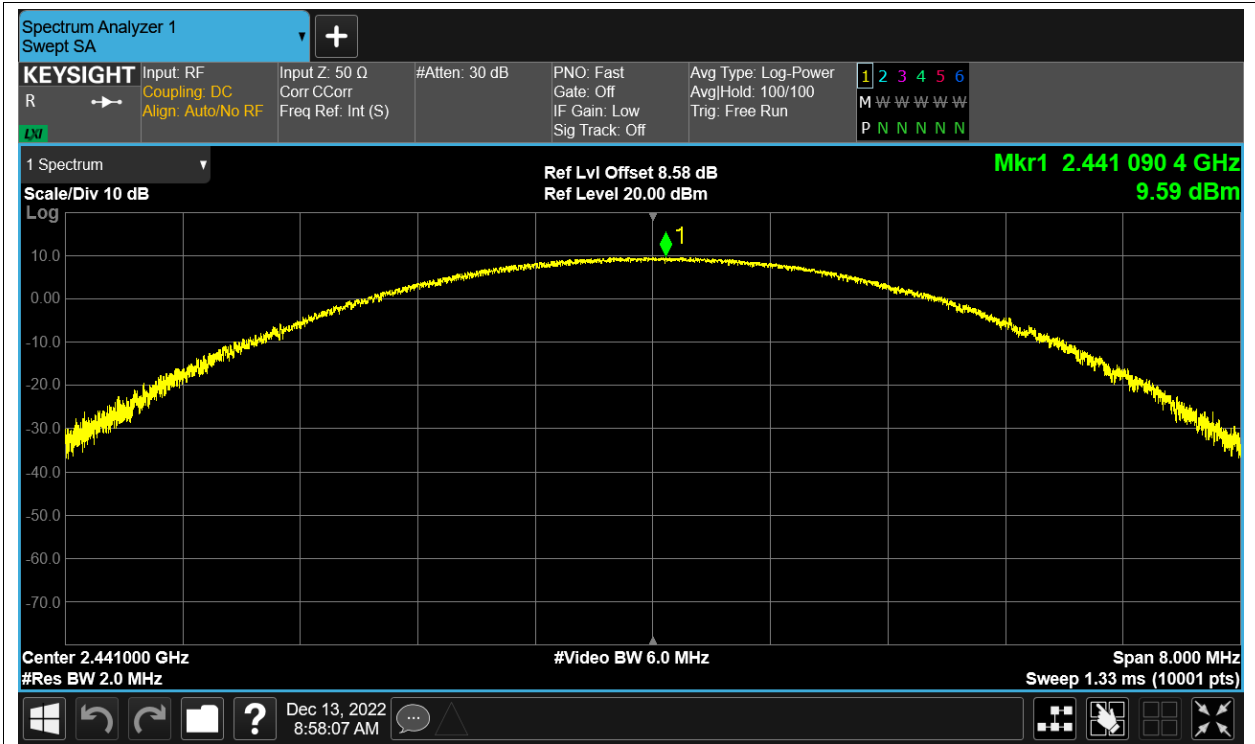 Spectrum Analyzer 1
Swept SA
KEYSIGHT
R
LXI
Input: RF
Coupling: DC
Align: Auto/No RF
Input Z: 50 Ω
Corr CCorr
Freq Ref: Int (S)
#Atten: 30 dB
PNO: Fast
Gate: Off
IF Gain: Low
Sig Track: Off
Avg Type: Log-Power
Avg|Hold: 100/100
Trig: Free Run
1 2 3 4 5 6
M W W W W W W
P N N N N N N
1 Spectrum
Scale/Div 10 dB
Log
Ref Lvl Offset 8.58 dB
Ref Level 20.00 dBm
Mkr1 2.441 090 4 GHz
9.59 dBm
1
10.0
0.00
-10.0
-20.0
-30.0
-40.0
-50.0
-60.0
-70.0
Center 2.441000 GHz
#Res BW 2.0 MHz
#Video BW 6.0 MHz
Span 8.000 MHz
Sweep 1.33 ms (10001 pts)
?
Dec 13, 2022
8:58:07 AM